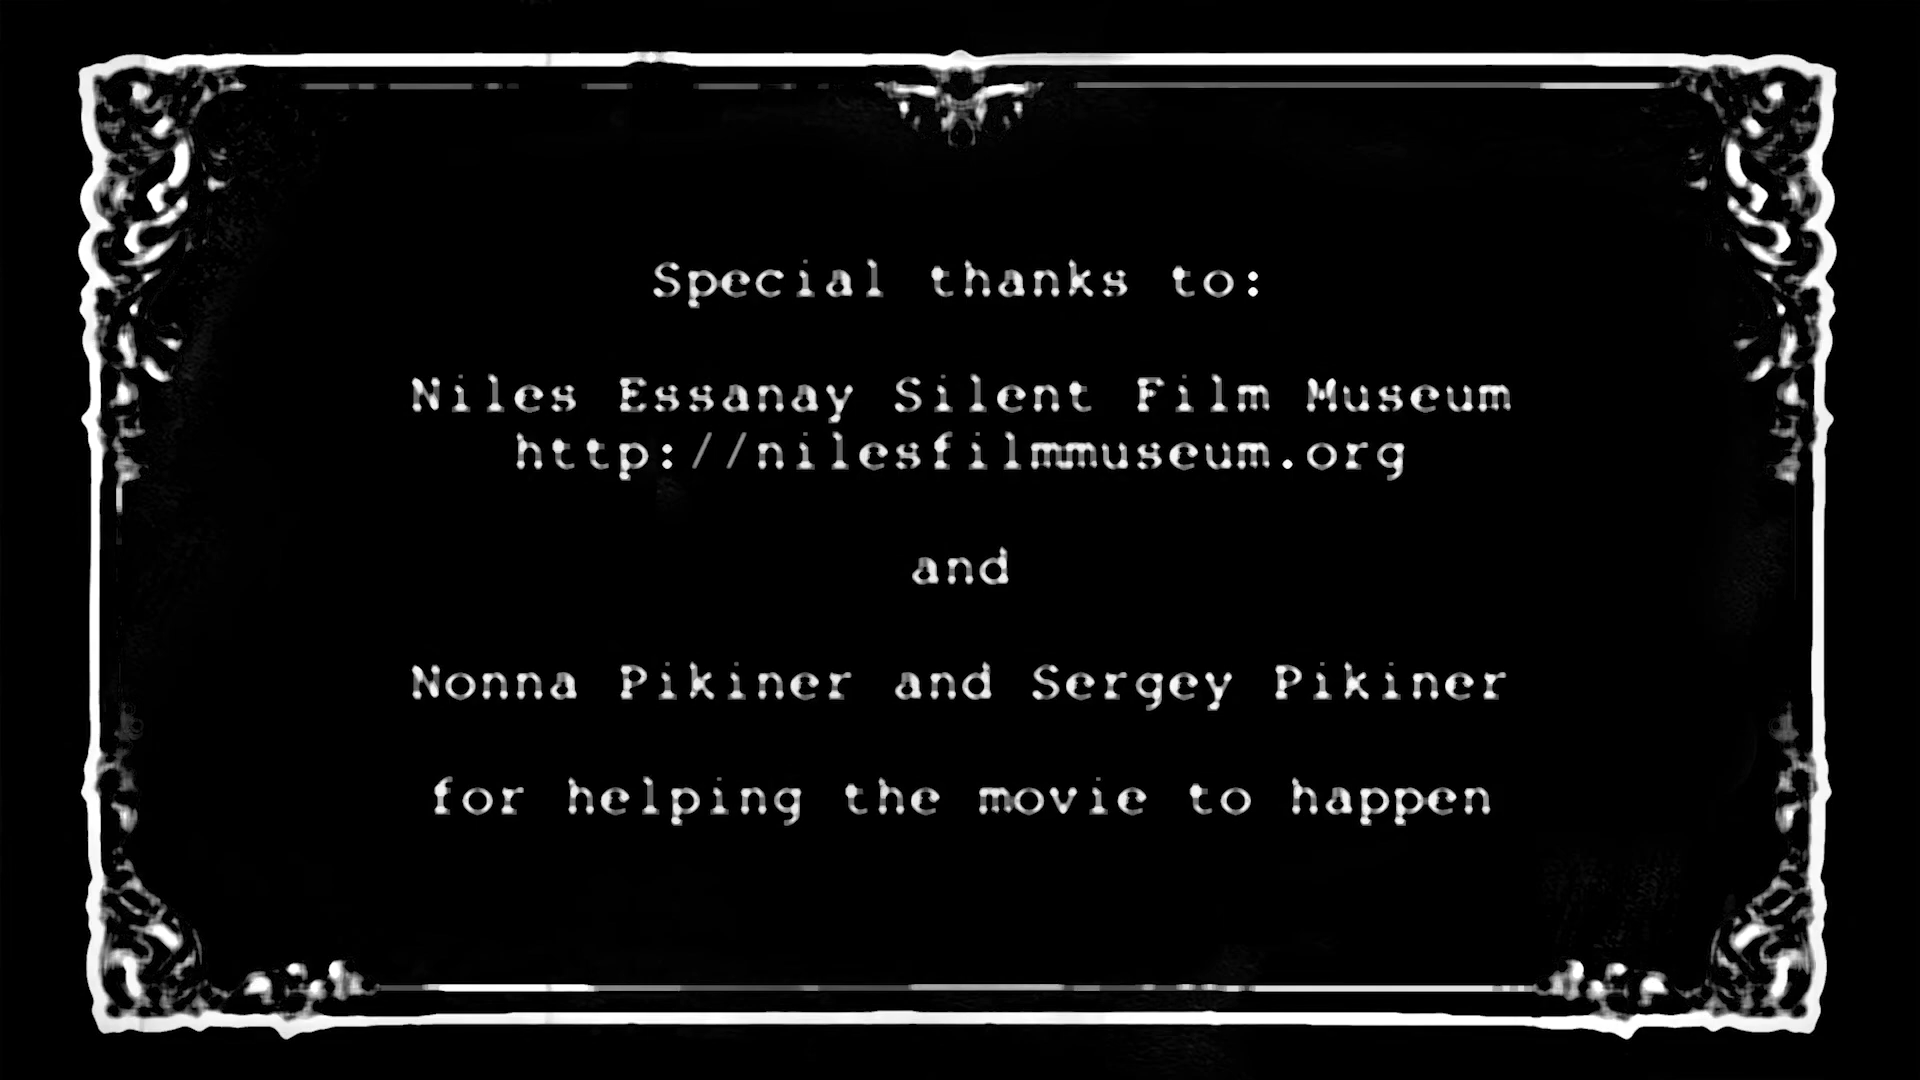 Special thanks to:
Niles Essanay Silent Film Museum
http://nilesfilmmuseum.org
and
Nonna Pikiner and Sergey Pikiner
for helping the movie to happen